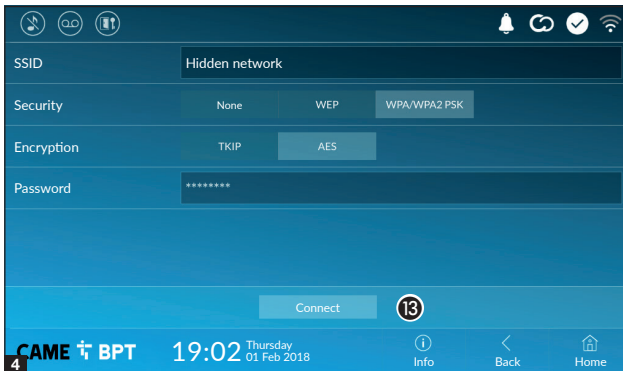 SSID Hidden network
Security None WEP WPA/WPA2 PSK
Encryption TKIP AES
Password ********
Connect 13
4 CAME BPT 19:02 Thursday
01 Feb 2018
Info Back Home